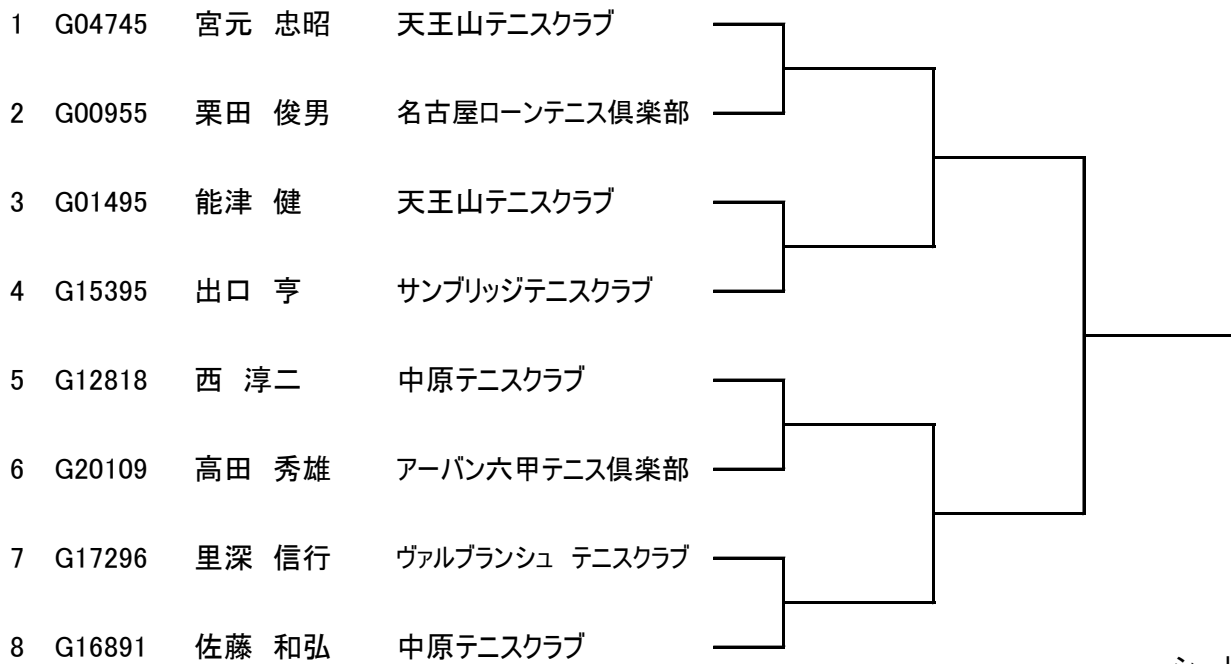 1 G04745 宮元 忠昭 天王山テニスクラブ
2 G00955 栗田 俊男 名古屋ローンテニス倶楽部
3 G01495 能津 健 天王山テニスクラブ
4 G15395 出口 亨 サンブリッジテニスクラブ
5 G12818 西 淳二 中原テニスクラブ
6 G20109 高田 秀雄 アーバン六甲テニス倶楽部
7 G17296 里深 信行 ヴァルブランシュ テニスクラブ
8 G16891 佐藤 和弘 中原テニスクラブ